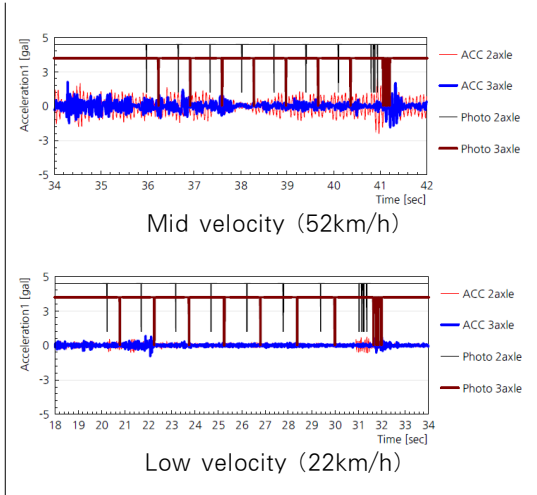 5
3
0
-3
-5
Acceleration1 [gal]
34 35 36 37 38 39 40 41 42
Time [sec]
ACC 2axle
ACC 3axle
Photo 2axle
Photo 3axle
Mid velocity (52km/h)
5
3
0
-3
-5
Acceleration1 [gal]
18 19 20 21 22 23 24 25 26 27 28 29 30 31 32 33 34
Time [sec]
ACC 2axle
ACC 3axle
Photo 2axle
Photo 3axle
Low velocity (22km/h)